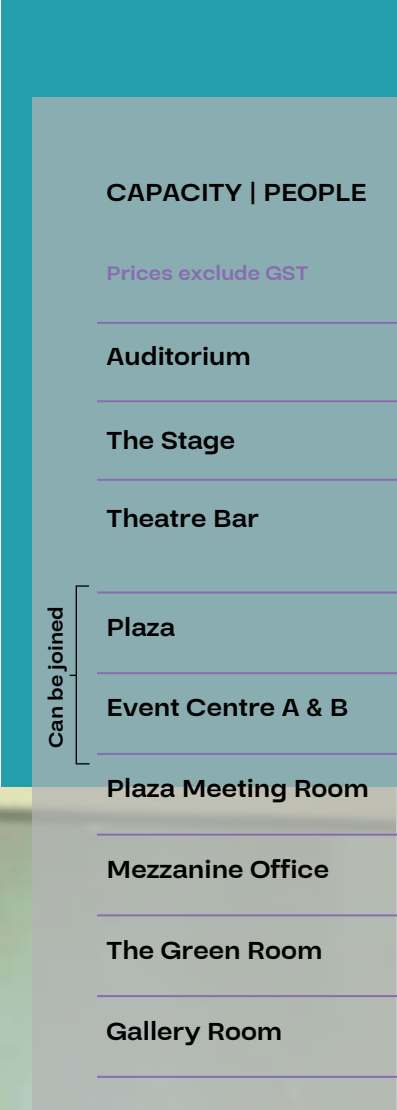 CAPACITY | PEOPLE
Prices exclude GST
Auditorium
The Stage
Theatre Bar
Can be joined
Plaza
Event Centre A & B
Plaza Meeting Room
Mezzanine Office
The Green Room
Gallery Room